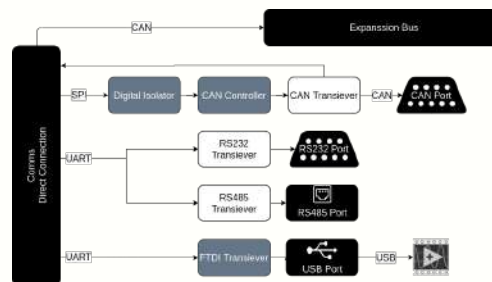 CAN
Expanssion Bus
SPI
Digital Isolator
CAN Controller
CAN Transiever
CAN
CAN Port
Comms
Direct Connection
UART
RS232
Transiever
RS232 Port
RS485
Transiever
RS485 Port
UART
FTDI Transiever
USB Port
USB